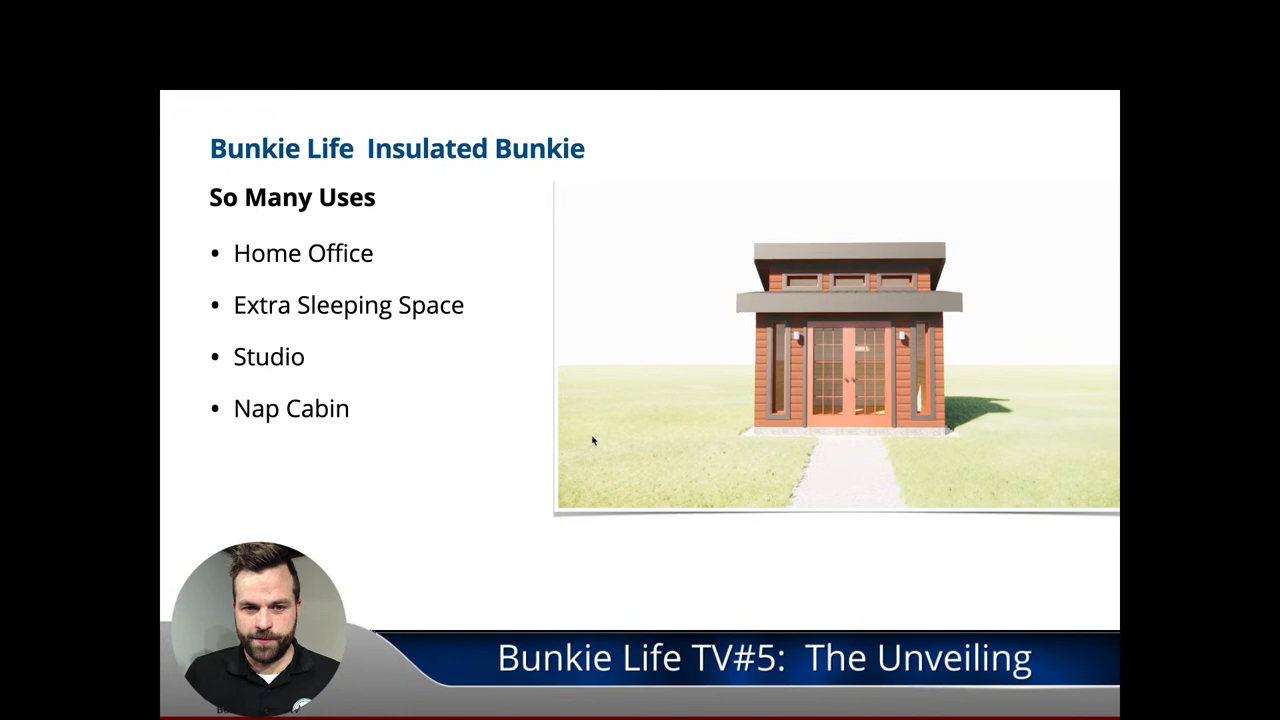 Bunkie Life Insulated Bunkie
So Many Uses
• Home Office
• Extra Sleeping Space
• Studio
• Nap Cabin
Bunkie Life TV#5: The Unveiling